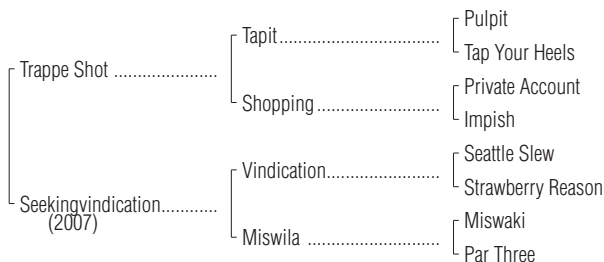 Pulpit
Tapit
Tap Your Heels
Trappe Shot
Private Account
Shopping
Impish
Seattle Slew
Vindication
Strawberry Reason
Seekingvindication
(2007)
Miswaki
Miswila
Par Three